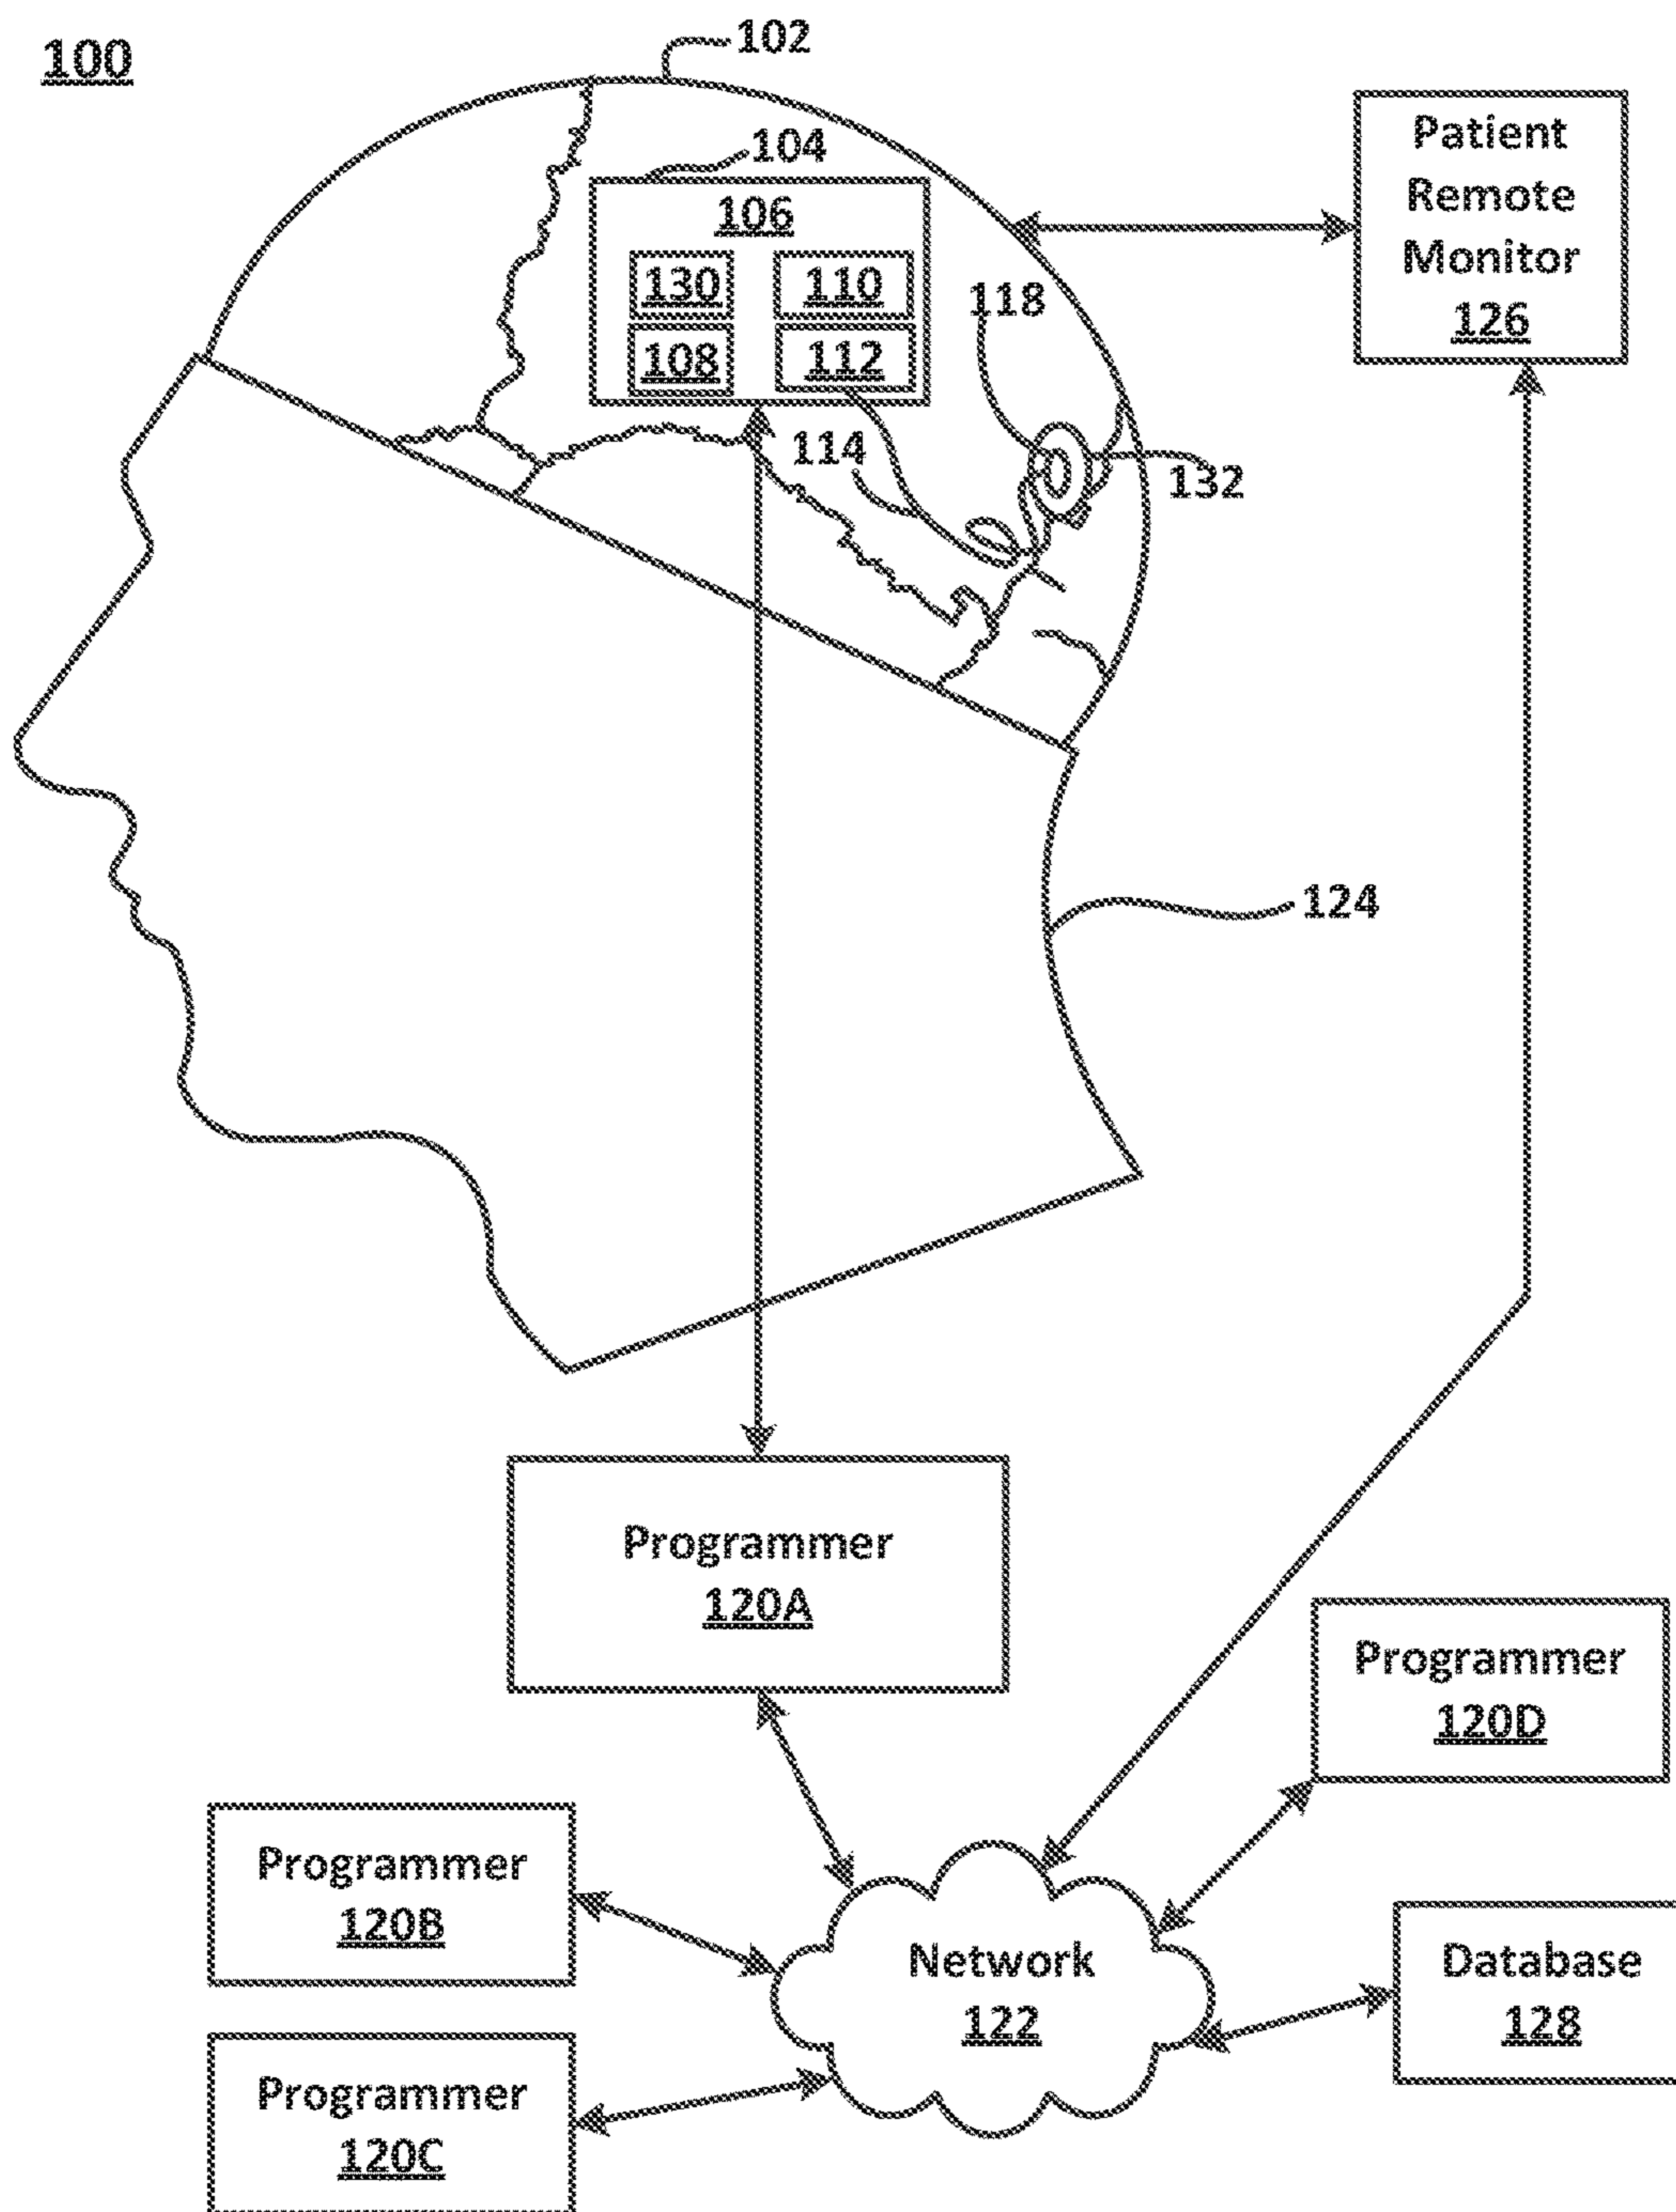 100
102
104
106
130
110
108
112
118
114
132
Patient
Remote
Monitor
126
124
Programmer
120A
Programmer
120D
Programmer
120B
Network
122
Database
128
Programmer
120C